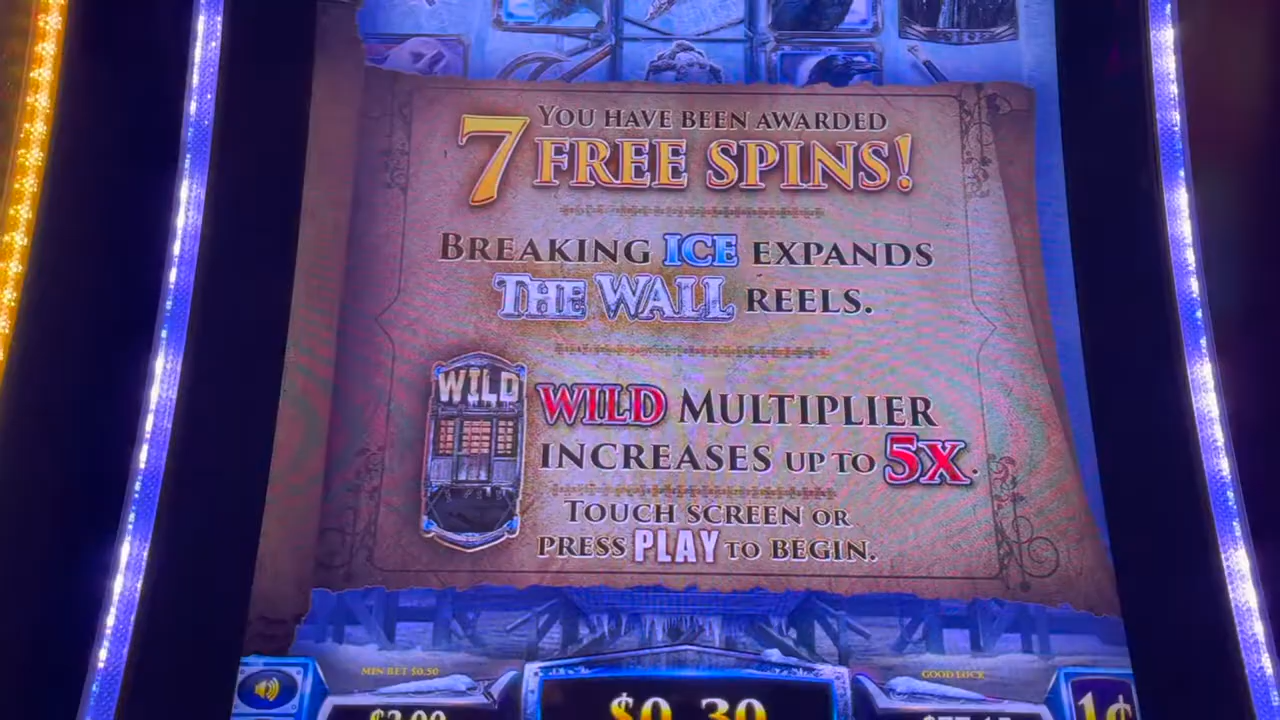 YOU HAVE BEEN AWARDED
7 FREE SPINS!
BREAKING ICE EXPANDS
THE WALL REELS.
WILD
WILD MULTIPLIER
INCREASES UP TO 5X.
TOUCH SCREEN OR
PRESS PLAY TO BEGIN.
MIN BET $0.50
GOOD LUCK
$0.30
1¢